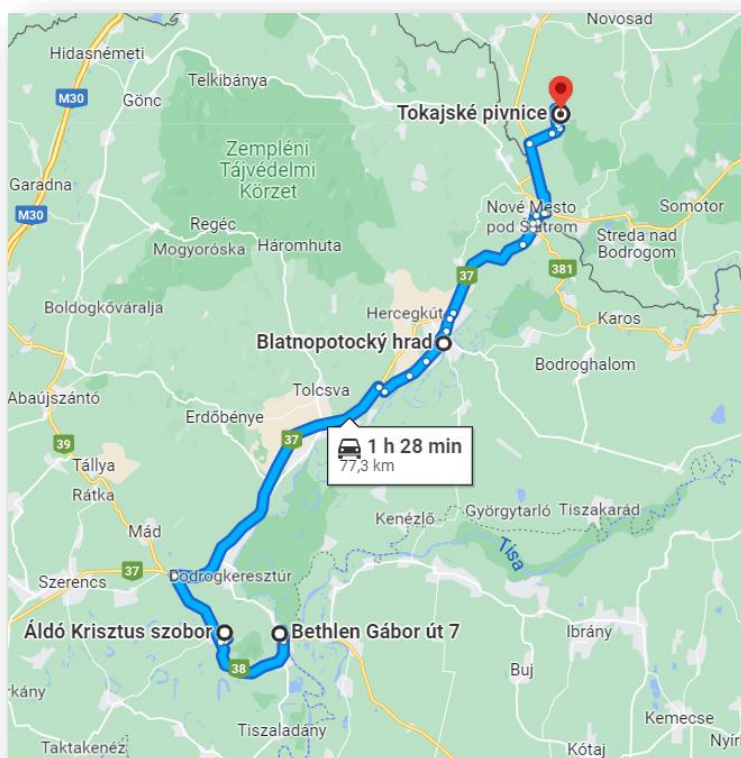 Novosad
Hidasnémeti
Telkibánya
M30
Gönc
Tokajské pivnice
Zempléni
Tájvédelmi
Körzet
Garadna
M30
Regéc
Mogyoróska
Háromhuta
Nové Mesto
pod
Somotor
Streda nad
Bodrogom
37
381
Boldogkőváralja
Hercegkút
Karos
Blatnopotocký hrad
Bodroghalom
Abaújszántó
Tolcsva
Erdőbénye
39
37
1 h 28 min
77,3 km
Tállya
Rátka
Kenézlő
Györgytarló
Tiszakarád
Mád
Tisa
Szerencs
37
Áldó Krisztus szobor
Bethlen Gábor út 7
Ibrány
38
Buj
rkány
Tiszaladány
Kemecse
Taktakenéz
Kótaj
Nyír